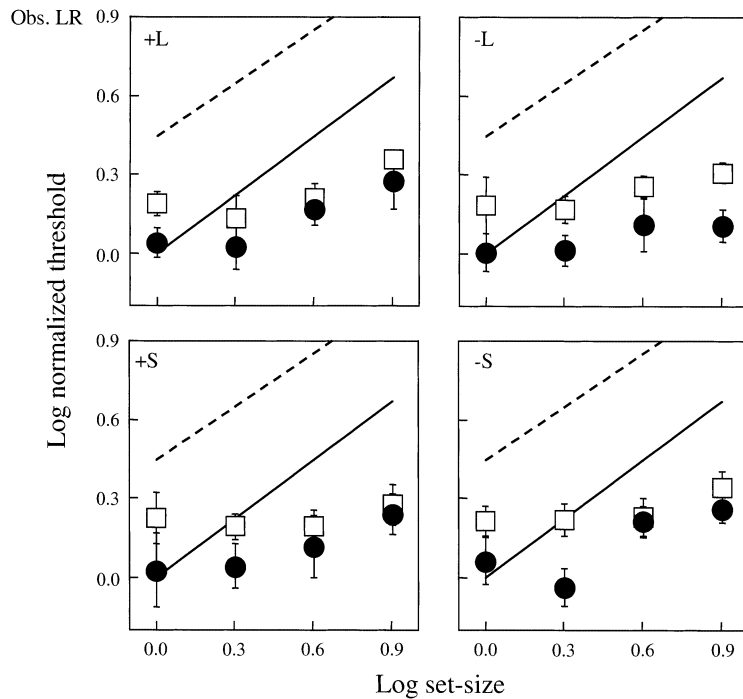 Obs. LR
0.9
+L
-L
0.6
0.3
0.0
0.9
+S
-S
0.6
0.3
0.0
Log normalized threshold
0.0 0.3 0.6 0.9 0.0 0.3 0.6 0.9
Log set-size